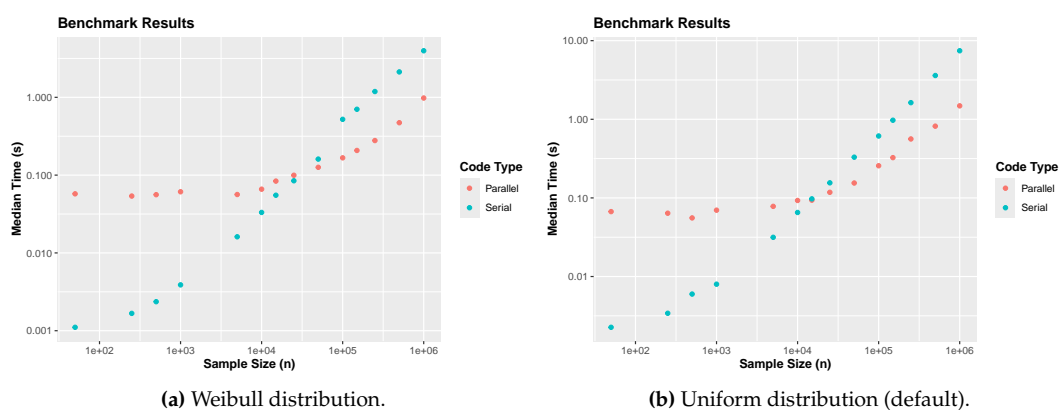 Benchmark Results
1.000
0.100
0.010
0.001
Median Time (s)
1e+02 1e+03 1e+04 1e+05 1e+06
Sample Size (n)
Code Type
Parallel
Serial
(a) Weibull distribution.
Benchmark Results
10.00
1.00
0.10
0.01
Median Time (s)
1e+02 1e+03 1e+04 1e+05 1e+06
Sample Size (n)
Code Type
Parallel
Serial
(b) Uniform distribution (default).